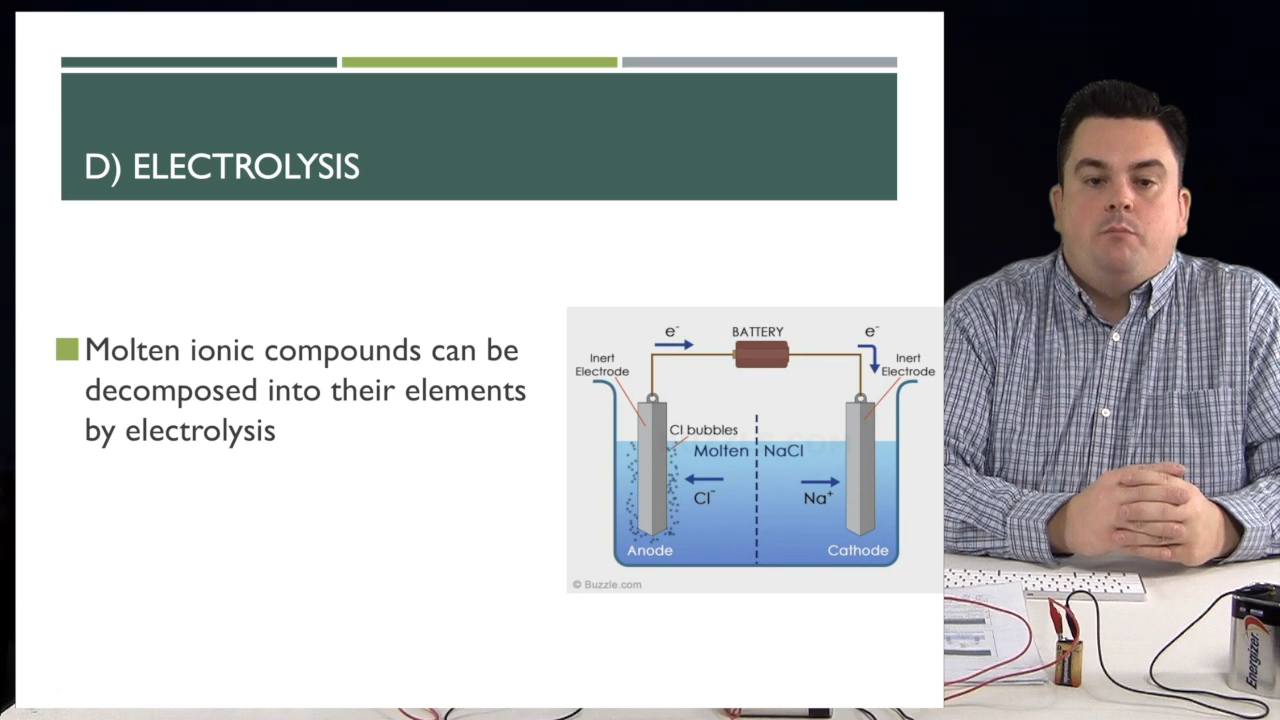 D) ELECTROLYSIS
Molten ionic compounds can be
decomposed into their elements
by electrolysis
e⁻
BATTERY
e⁻
Inert
Electrode
Inert
Electrode
Cl bubbles
Molten NaCl
Cl⁻
Na⁺
Anode
Cathode
© Buzzle.com
Energizer